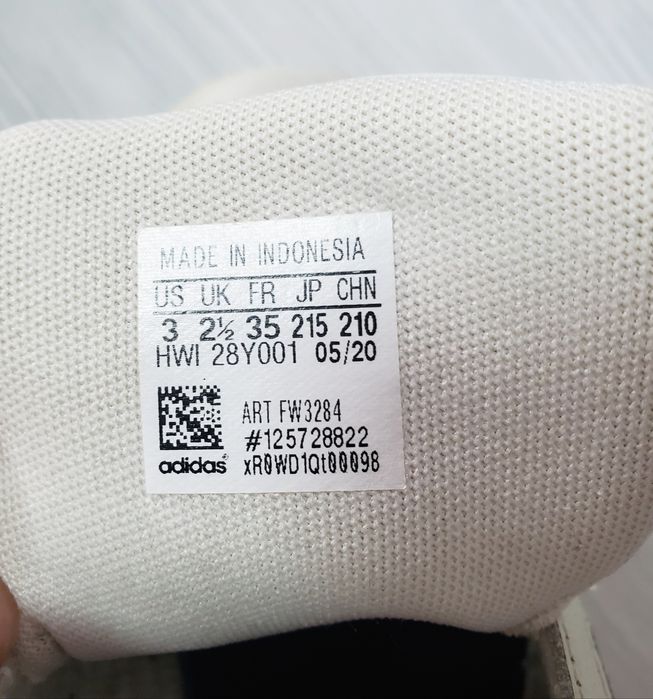 MADE IN INDONESIA
US UK FR JP CHN
3 2½ 35 215 210
HWI 28Y001 05/20
ART FW3284
#125728822
adidas® xR0WD1Qt00098